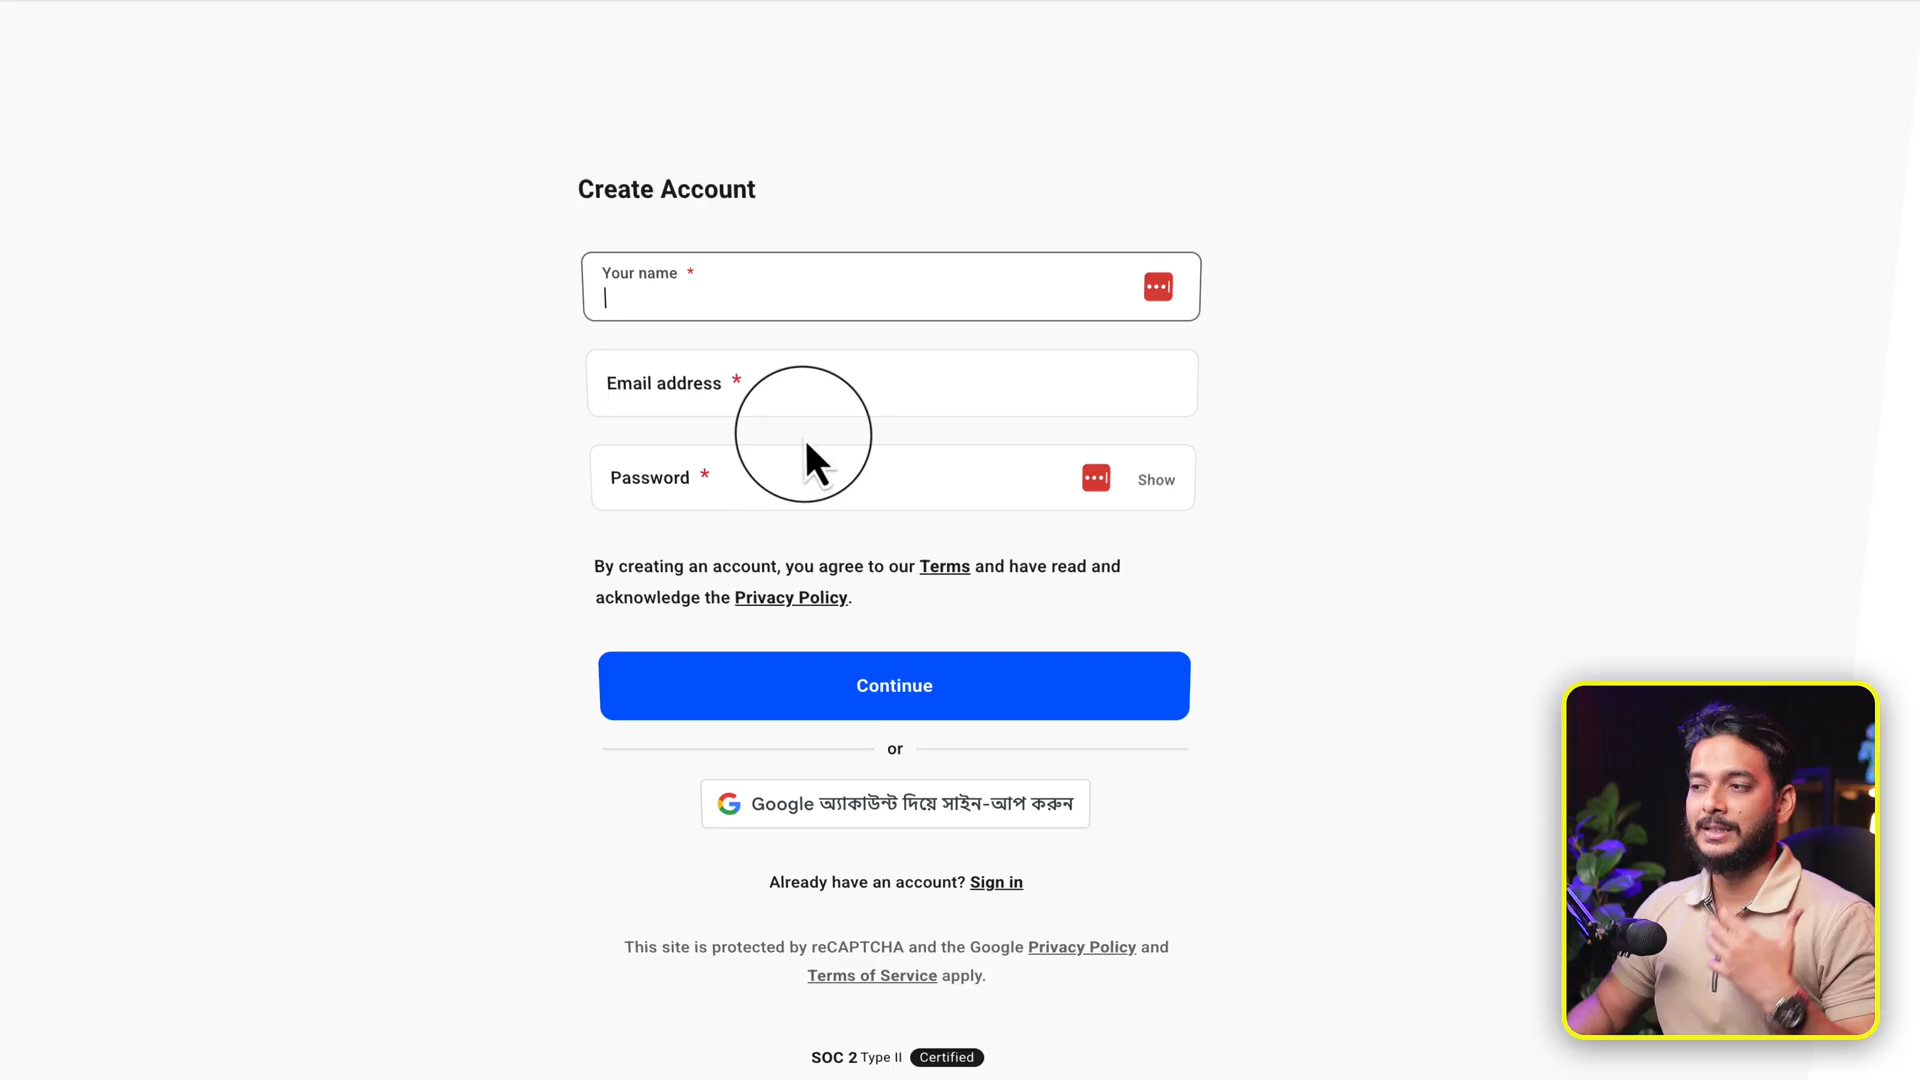 Create Account
Your name *
Email address *
Password *
Show
By creating an account, you agree to our Terms and have read and
acknowledge the Privacy Policy.
Continue
or
Google অ্যাকাউন্ট দিয়ে সাইন-আপ করুন
Already have an account? Sign in
This site is protected by reCAPTCHA and the Google Privacy Policy and
Terms of Service apply.
SOC 2 Type II Certified